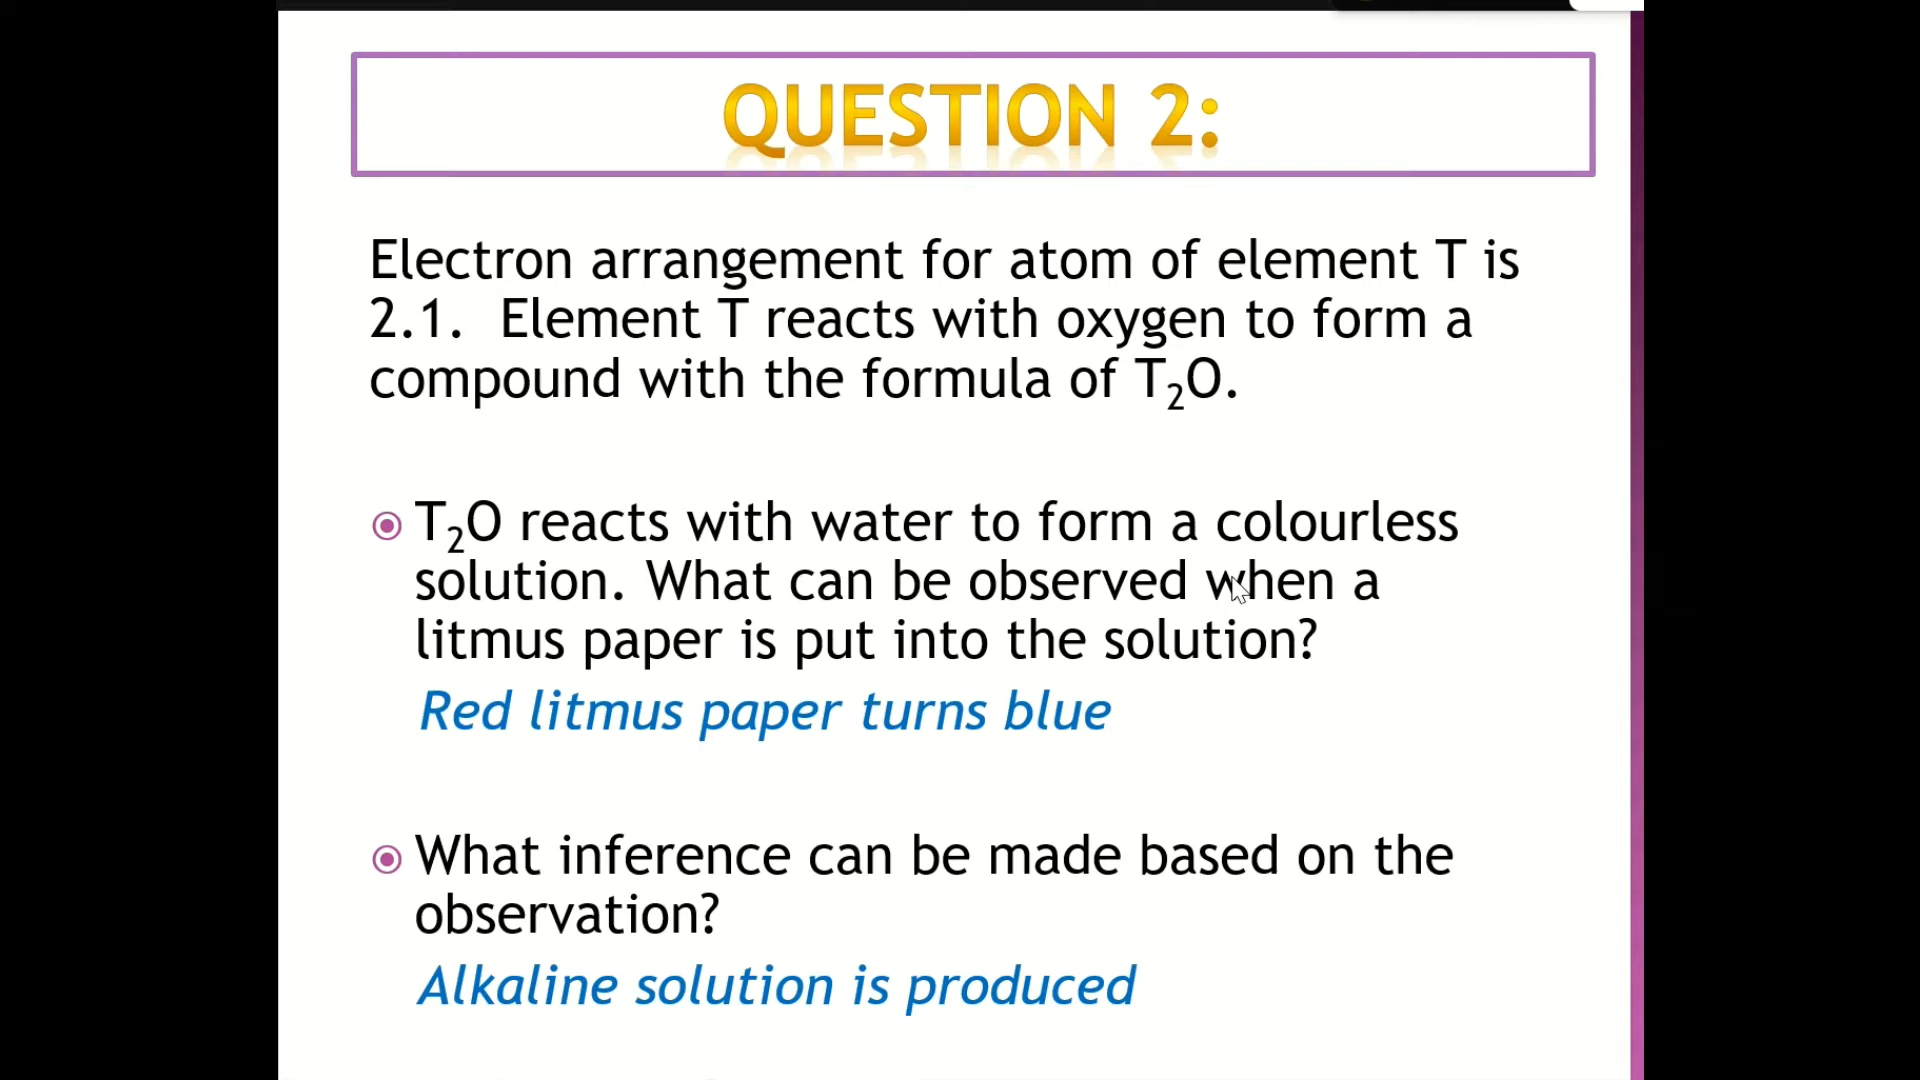 QUESTION 2:
Electron arrangement for atom of element T is
2.1. Element T reacts with oxygen to form a
compound with the formula of T₂O.
T₂O reacts with water to form a colourless
solution. What can be observed when a
litmus paper is put into the solution?
Red litmus paper turns blue
What inference can be made based on the
observation?
Alkaline solution is produced